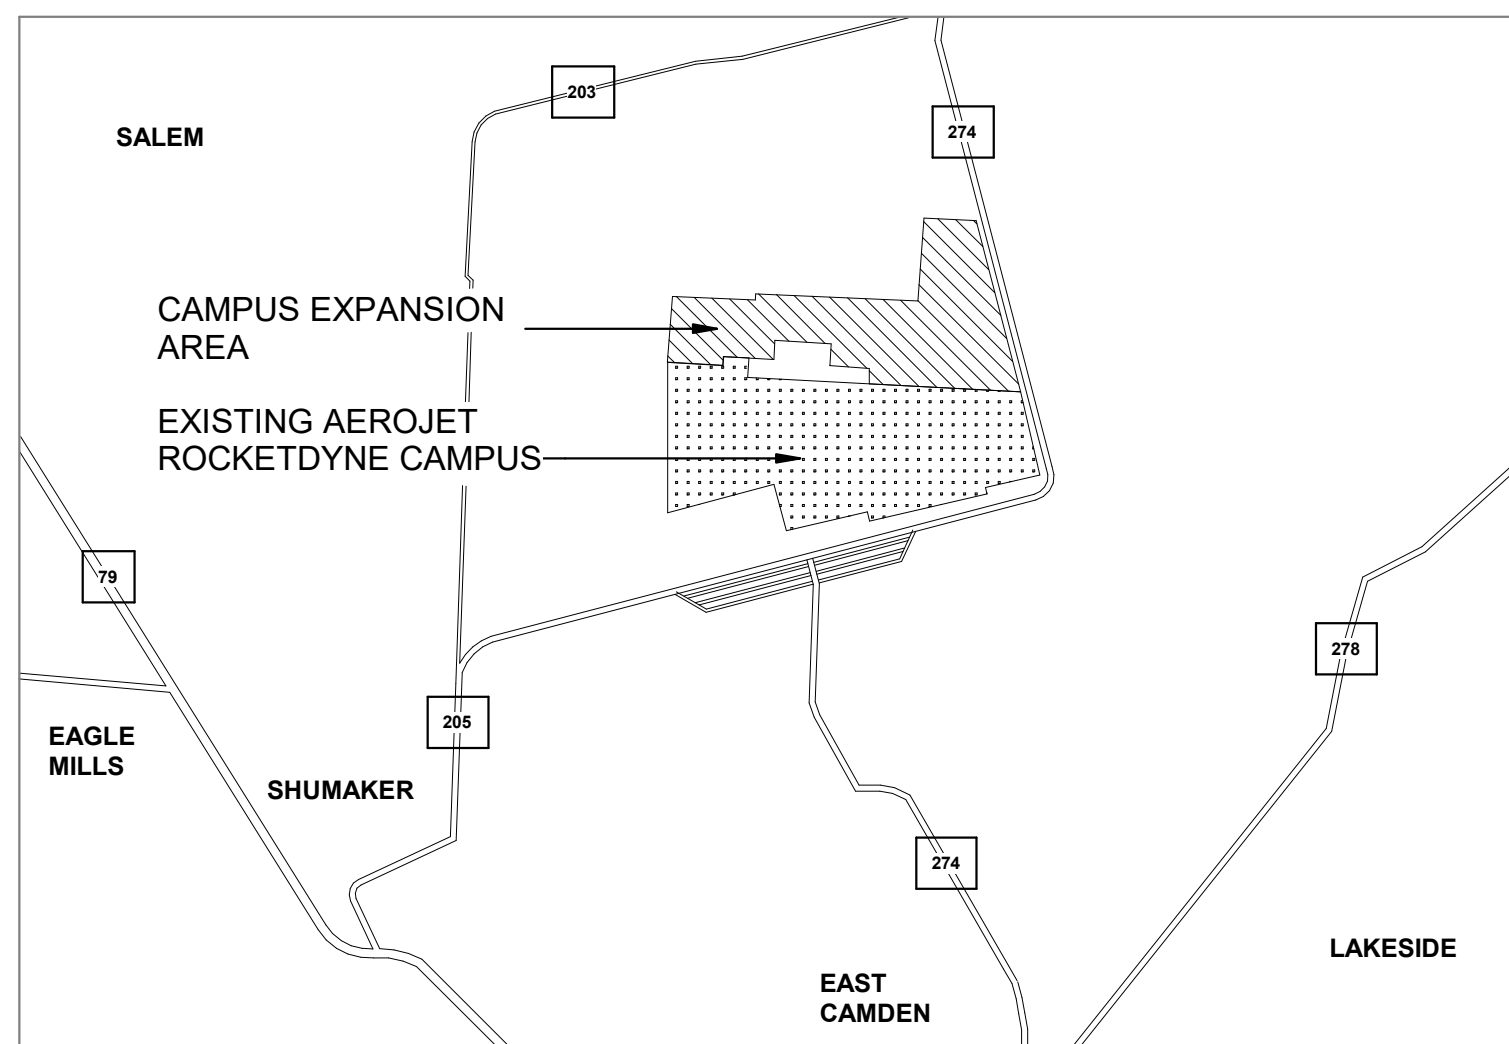 203
274
SALEM
CAMPUS EXPANSION
AREA
EXISTING AEROJET
ROCKETDYNE CAMPUS
79
278
205
EAGLE
MILLS
SHUMAKER
274
LAKESIDE
EAST
CAMDEN